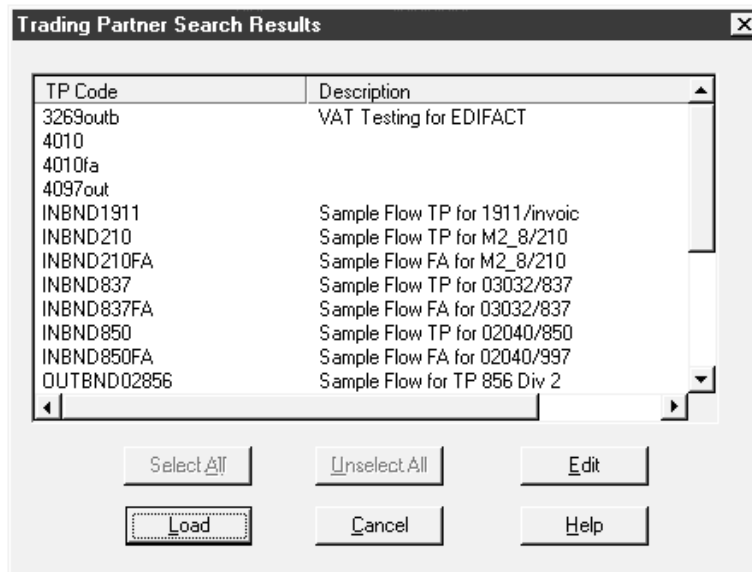 Trading Partner Search Results
TP Code Description
3269outb VAT Testing for EDIFACT
4010
4010fa
4097out
INBND1911 Sample Flow TP for 1911/invoic
INBND210 Sample Flow TP for M2_8/210
INBND210FA Sample Flow FA for M2_8/210
INBND837 Sample Flow TP for 03032/837
INBND837FA Sample Flow FA for 03032/837
INBND850 Sample Flow TP for 02040/850
INBND850FA Sample Flow FA for 02040/997
OUTBND02856 Sample Flow for TP 856 Div 2
Select All Unselect All Edit
Load Cancel Help